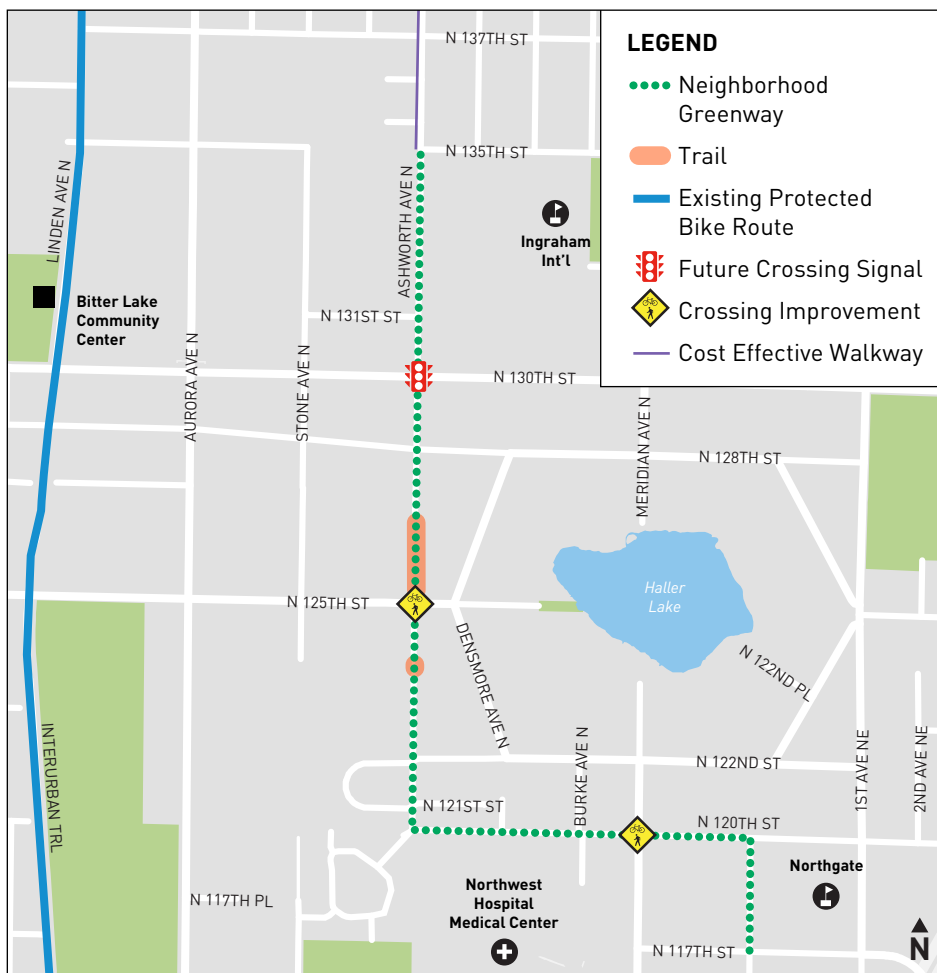 N 137TH ST
LEGEND
Neighborhood
Greenway
Trail
Existing Protected
Bike Route
Future Crossing Signal
Crossing Improvement
Cost Effective Walkway
N 135TH ST
LINDEN AVE N
ASHWORTH AVE N
Ingraham
Int'l
Bitter Lake
Community
Center
N 131ST ST
AURORA AVE N
STONE AVE N
N 130TH ST
MERIDIAN AVE N
N 128TH ST
Haller
Lake
N 125TH ST
DENSMORE AVE N
N 122ND PL
INTERURBAN TRL
BURKE AVE N
N 122ND ST
1ST AVE NE
2ND AVE NE
N 121ST ST
N 120TH ST
Northgate
Northwest
Hospital
Medical Center
N 117TH PL
N 117TH ST
N